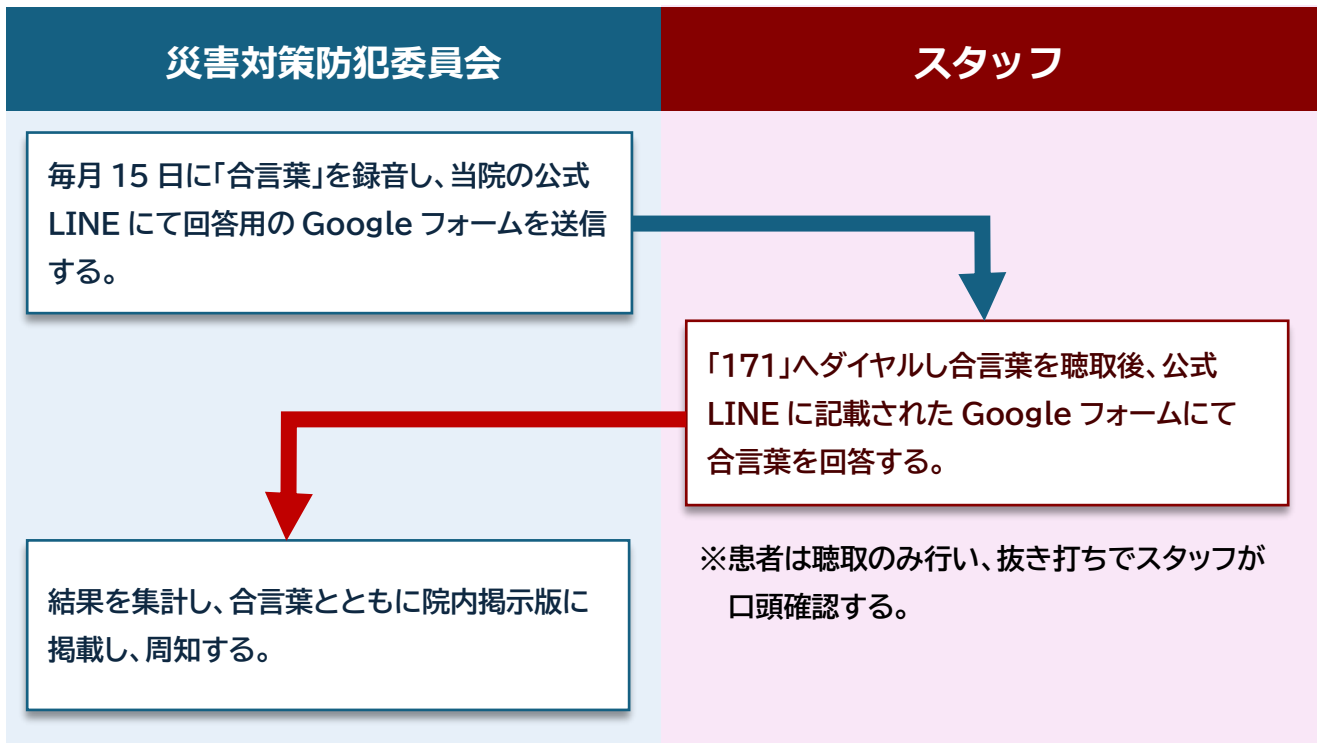 災害対策防犯委員会
スタッフ
毎月 15 日に「合言葉」を録音し、当院の公式
LINE にて回答用の Google フォームを送信
する。
「171」へダイヤルし合言葉を聴取後、公式
LINE に記載された Google フォームにて
合言葉を回答する。
※患者は聴取のみ行い、抜き打ちでスタッフが
口頭確認する。
結果を集計し、合言葉とともに院内掲示版に
掲載し、周知する。